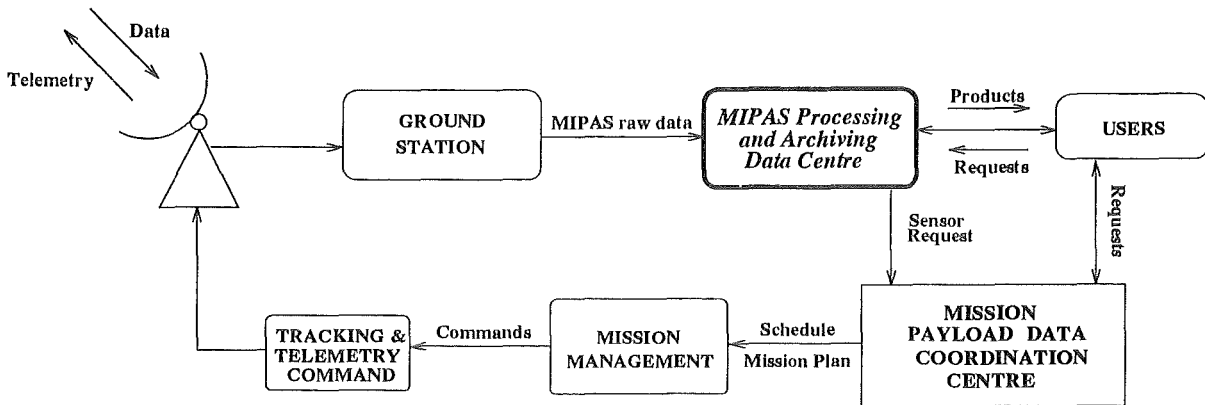 Data
Telemetry
GROUND
STATION
MIPAS raw data
MIPAS Processing
and Archiving
Data Centre
Products
Requests
USERS
Sensor
Request
Requests
TRACKING &
TELEMETRY
COMMAND
Commands
MISSION
MANAGEMENT
Schedule
Mission Plan
MISSION
PAYLOAD DATA
COORDINATION
CENTRE